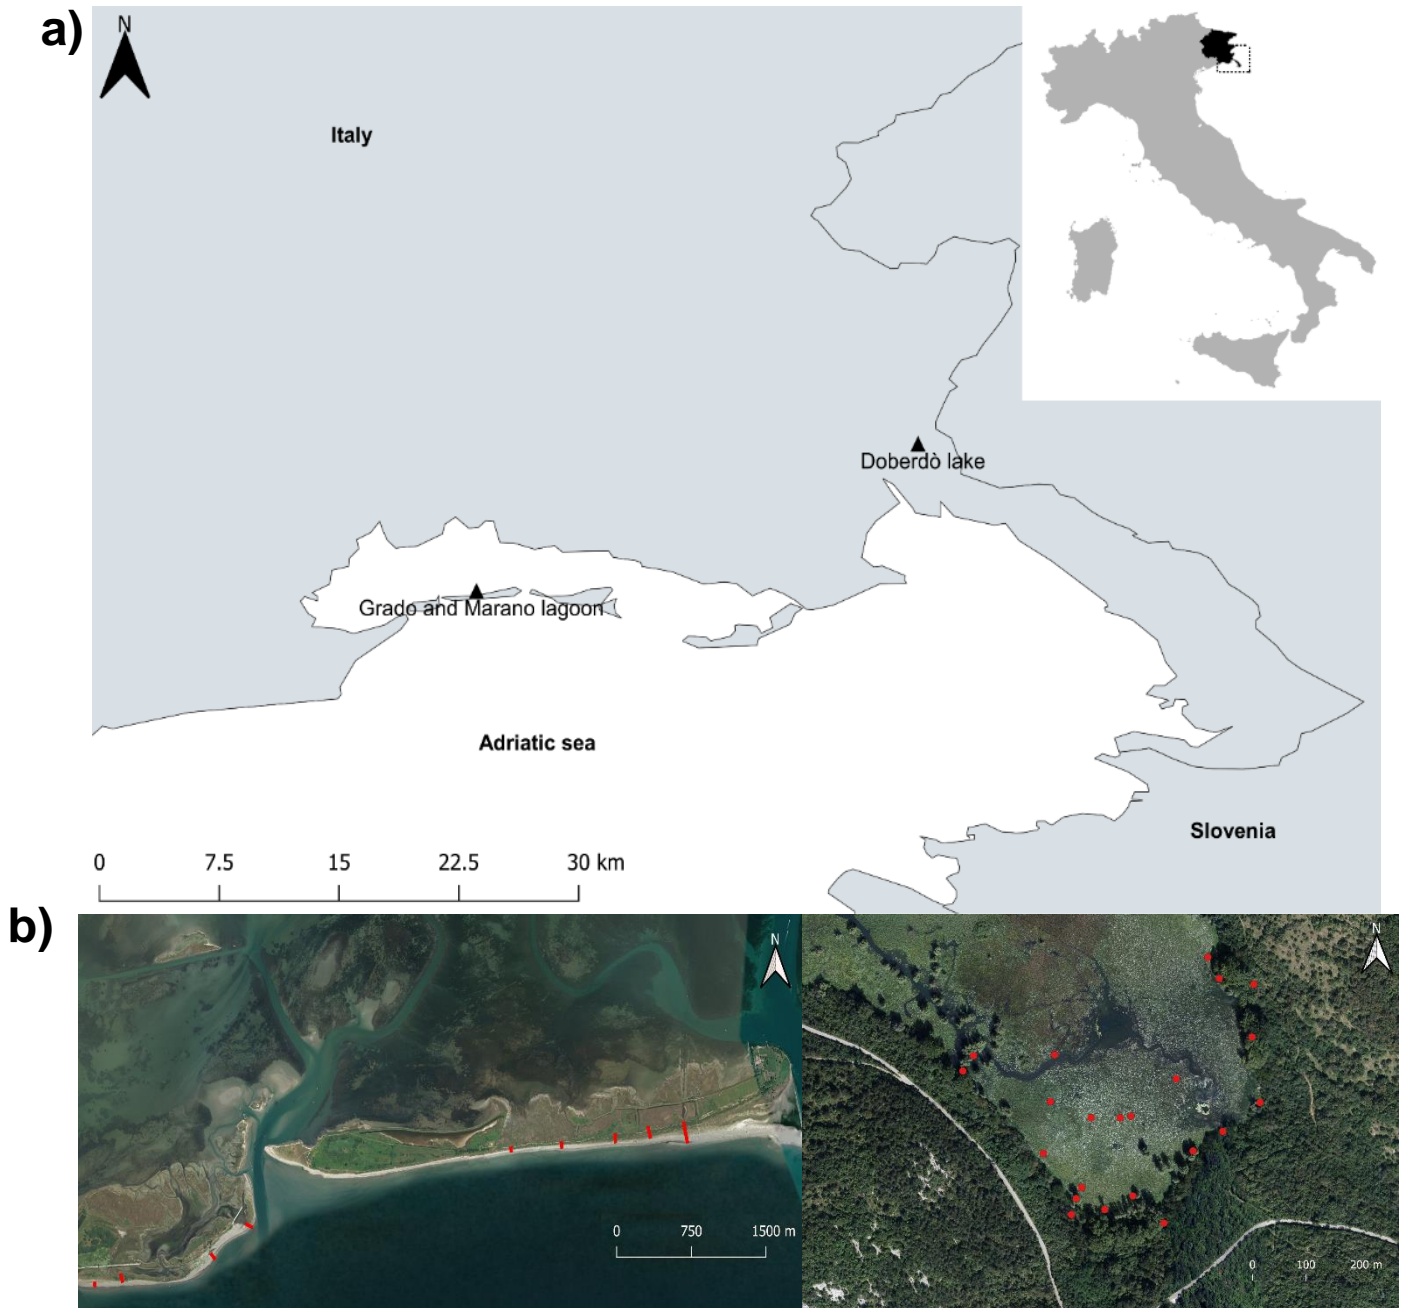 a)
N
Italy
Doberdò lake
Grado and Marano lagoon
Adriatic sea
Slovenia
0 7.5 15 22.5 30 km
b)
N
0 750 1500 m
N
0 100 200 m